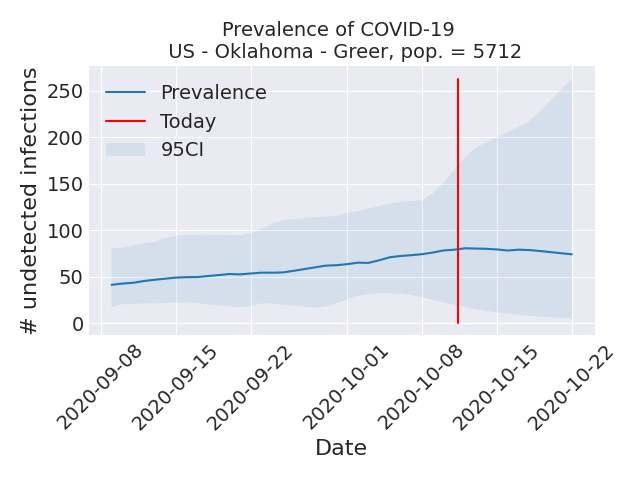 Prevalence of COVID-19
US - Oklahoma - Greer, pop. = 5712
# undetected infections
250
200
150
100
50
0
Prevalence
Today
95CI
2020-09-08
2020-09-15
2020-09-22
2020-10-01
2020-10-08
2020-10-15
2020-10-22
Date